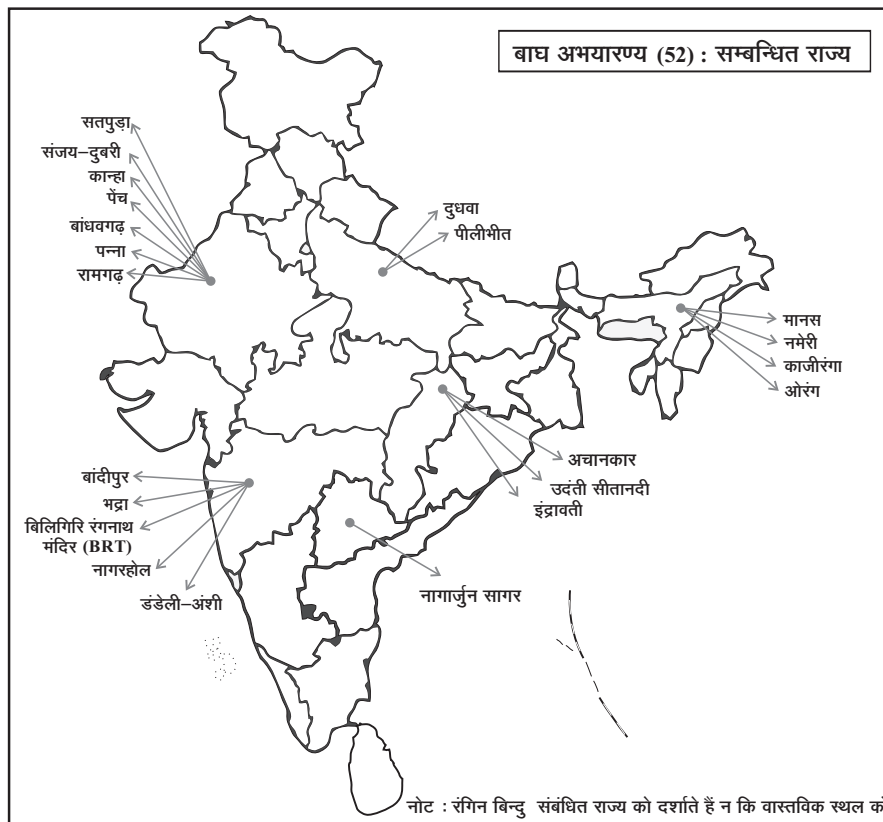 बाघ अभयारण्य (52) : सम्बन्धित राज्य
सतपुड़ा
संजय–दुबरी
कान्हा
पेंच
बांधवगढ़
पन्ना
रामगढ़
दुधवा
पीलीभीत
मानस
नमेरी
काजीरंगा
ओरंग
अचानकार
उदंती सीतानदी
इंद्रावती
बांदीपुर
भद्रा
बिलिगिरि रंगनाथ
मंदिर (BRT)
नागरहोल
डंडेली–अंशी
नागार्जुन सागर
नोट : रंगिन बिन्दु संबंधित राज्य को दर्शाते हैं न कि वास्तविक स्थल को